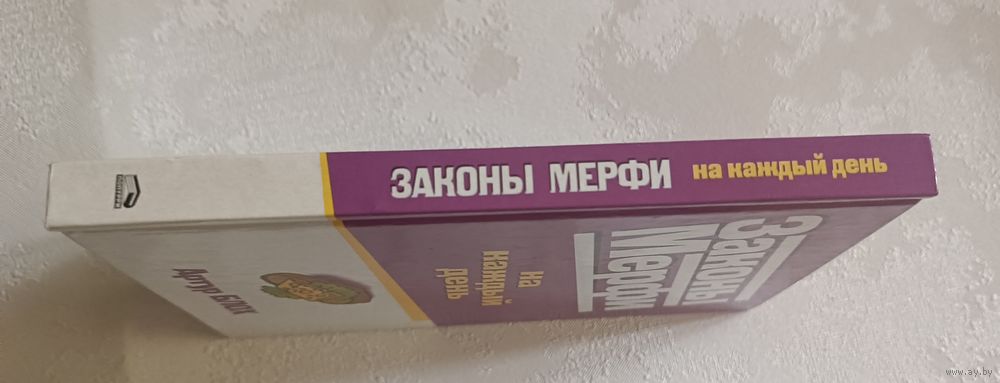 ЗАКОНЫ МЕРФИ на каждый день
Законы
Мерфи
на
каждый
день
Артур Блох
www.ay.by